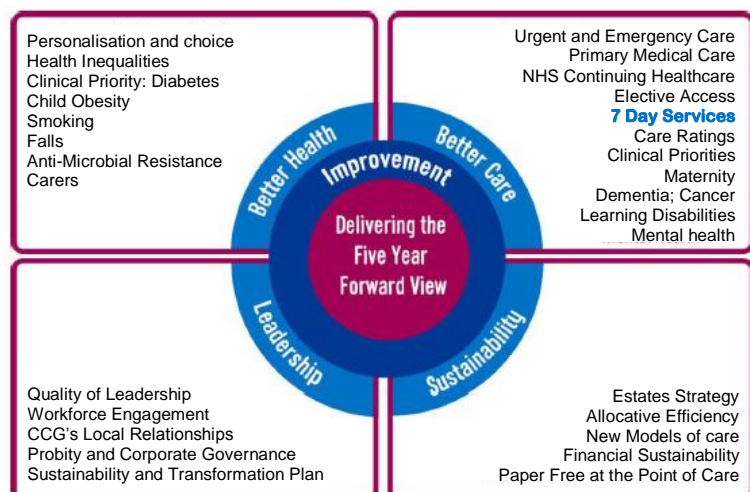 Personalisation and choice
Health Inequalities
Clinical Priority: Diabetes
Child Obesity
Smoking
Falls
Anti-Microbial Resistance
Carers
Urgent and Emergency Care
Primary Medical Care
NHS Continuing Healthcare
Elective Access
7 Day Services
Care Ratings
Clinical Priorities
Maternity
Dementia; Cancer
Learning Disabilities
Mental health
Better Health
Better Care
Improvement
Delivering the
Five Year
Forward View
Leadership
Sustainability
Quality of Leadership
Workforce Engagement
CCG's Local Relationships
Probity and Corporate Governance
Sustainability and Transformation Plan
Estates Strategy
Allocative Efficiency
New Models of care
Financial Sustainability
Paper Free at the Point of Care